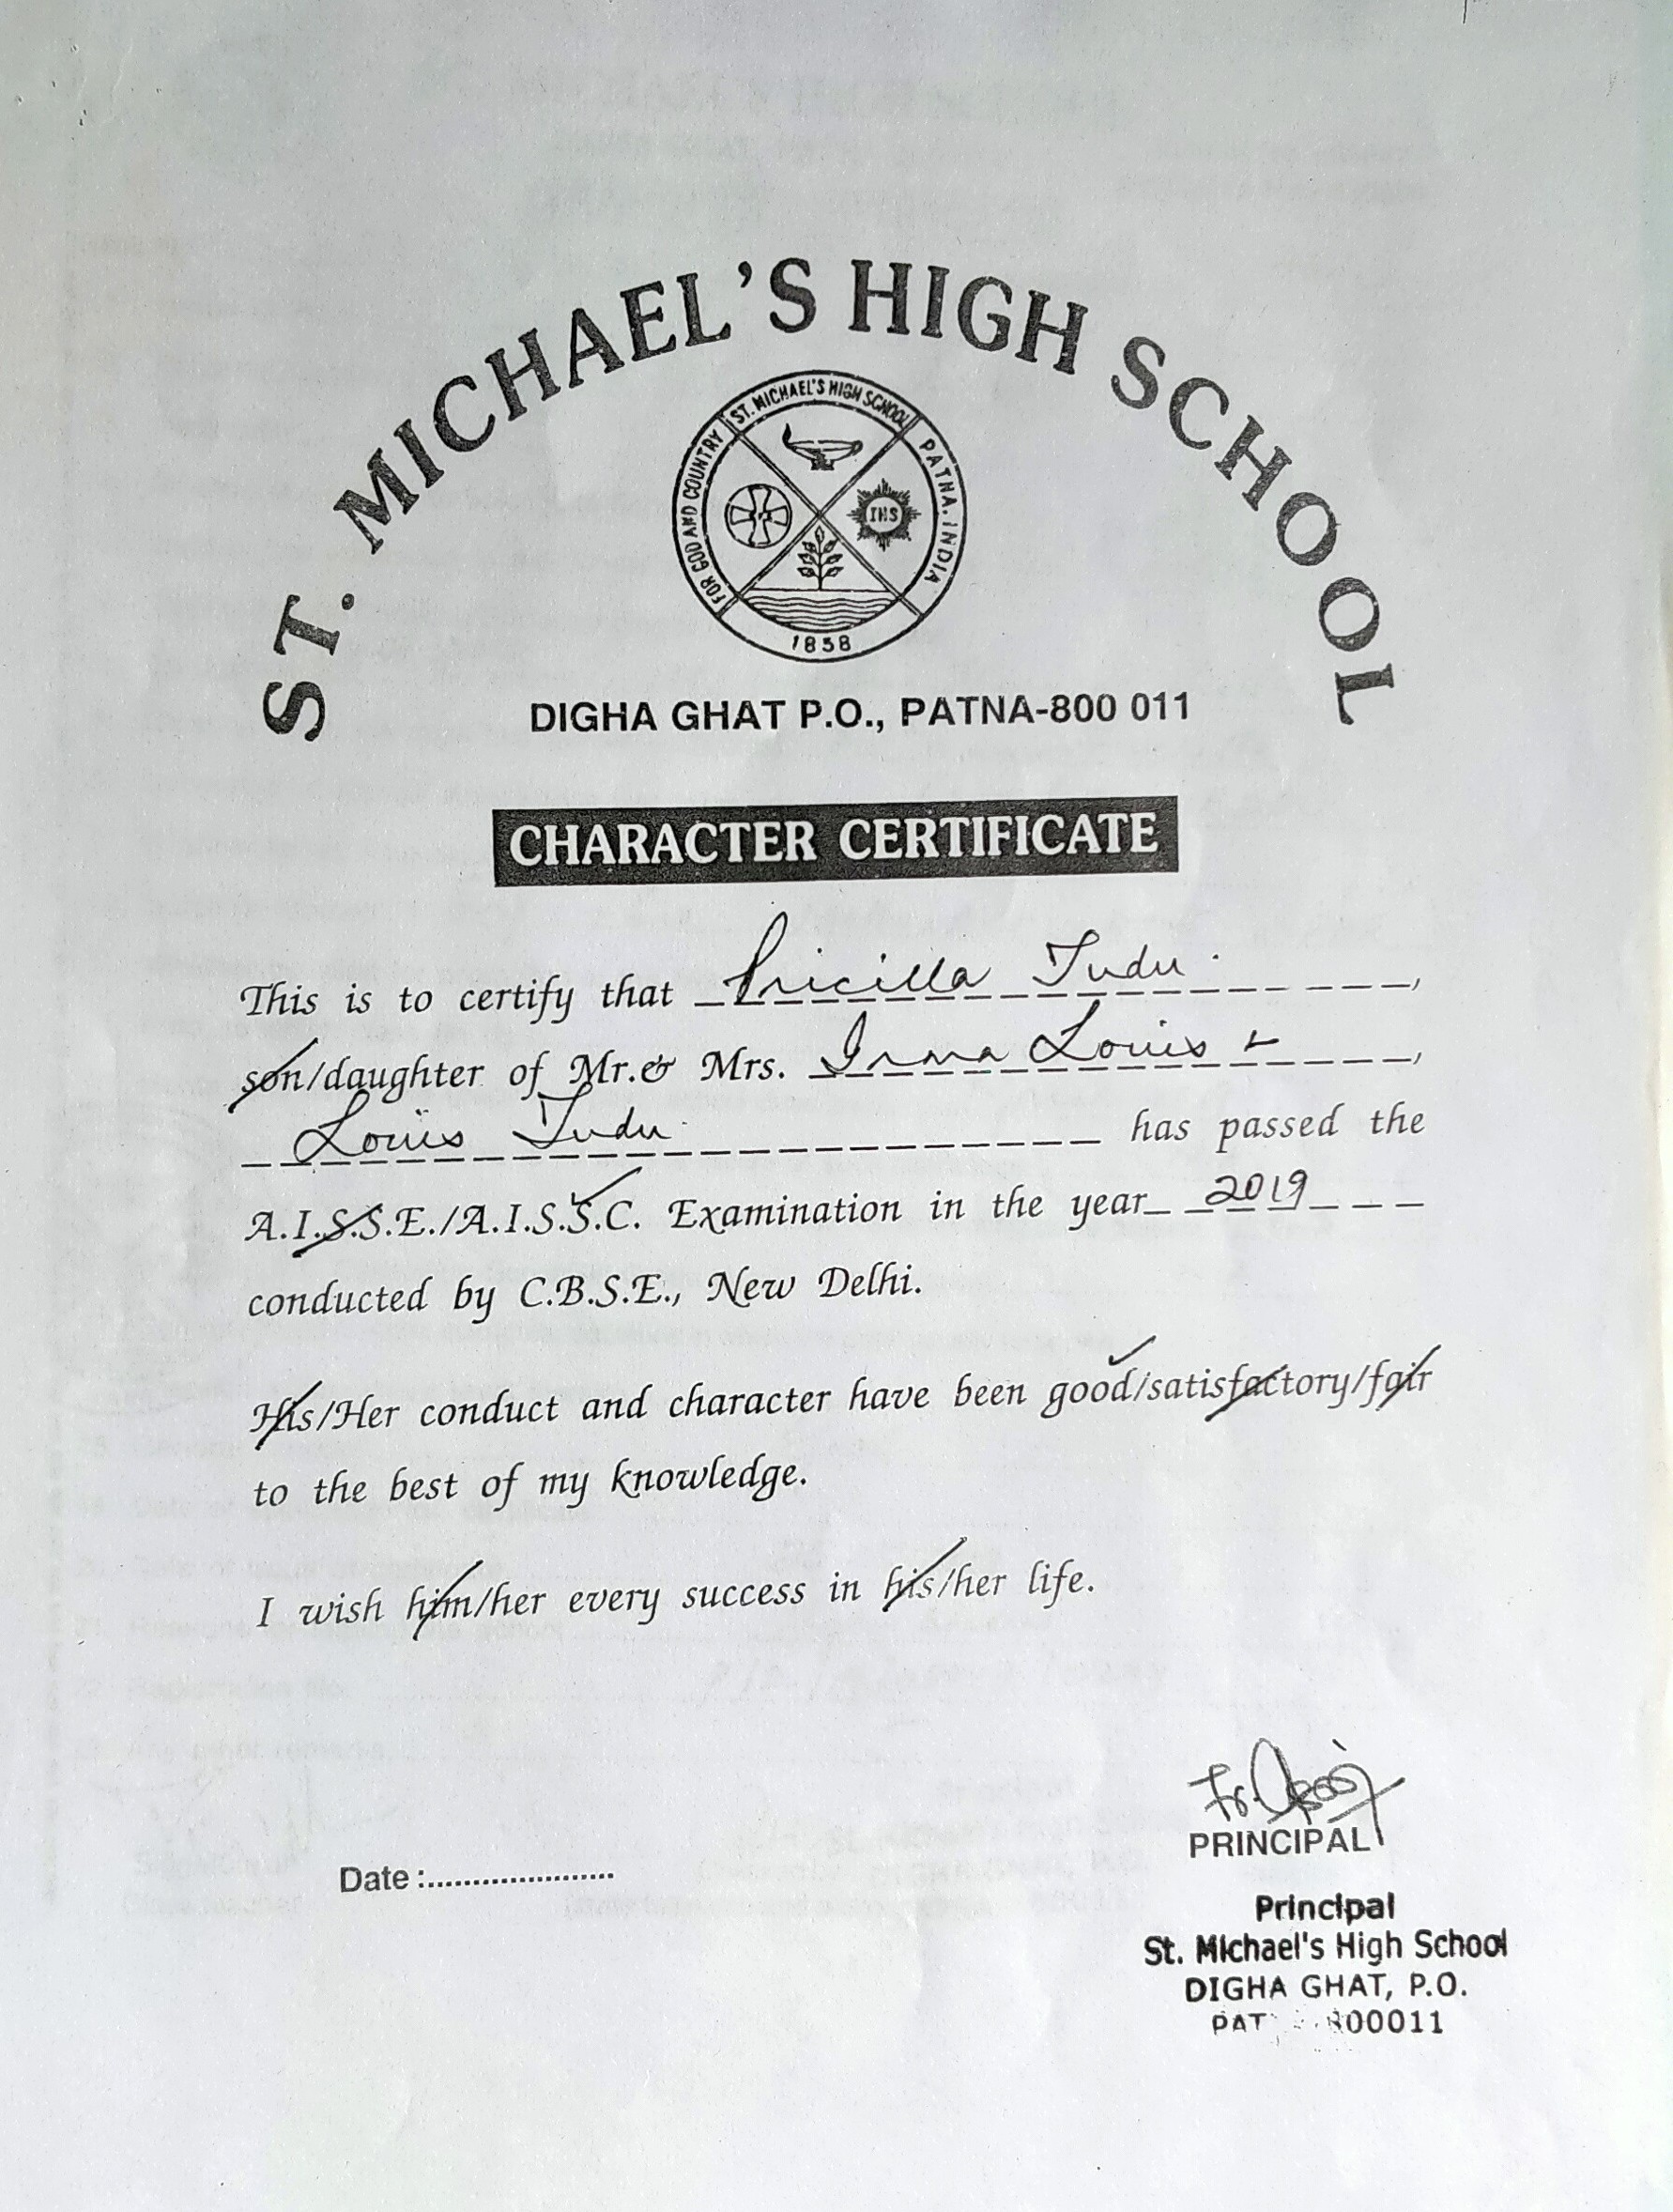 ST. MICHAEL'S HIGH SCHOOL
FOR GOD AND COUNTRY
ST. MICHAEL'S HIGH SCHOOL
PATNA. INDIA
IHS
1858
DIGHA GHAT P.O., PATNA-800 011
CHARACTER CERTIFICATE
This is to certify that Pricilla Tudu.,
son/daughter of Mr.& Mrs. Irma Louis &,
Louis Tudu. has passed the
A.I.S.S.E./A.I.S.S.C. Examination in the year 2019
conducted by C.B.S.E., New Delhi.
His/Her conduct and character have been good/satisfactory/fair
to the best of my knowledge.
I wish him/her every success in his/her life.
Fr.
PRINCIPAL
Date :......................
Principal
St. Michael's High School
DIGHA GHAT, P.O.
800011